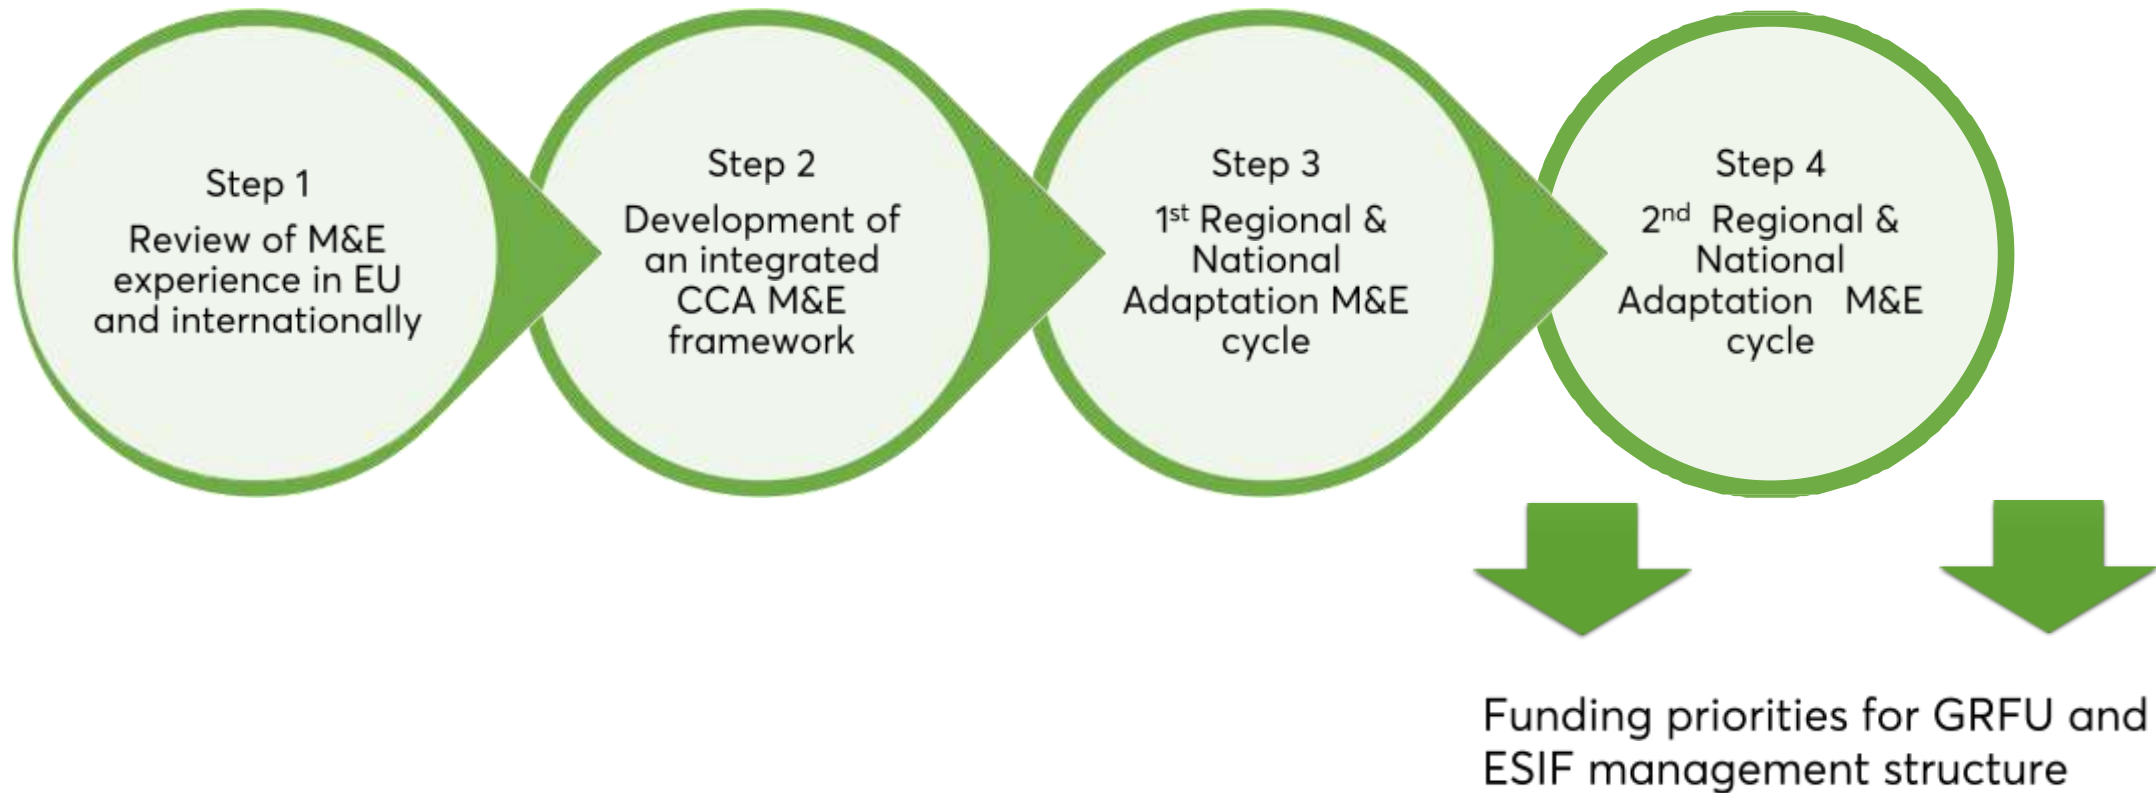 Step 1
Review of M&E
experience in EU
and internationally
Step 2
Development of
an integrated
CCA M&E
framework
Step 3
1st Regional &
National
Adaptation M&E
cycle
Step 4
2nd Regional &
National
Adaptation M&E
cycle
Funding priorities for GRFU and
ESIF management structure